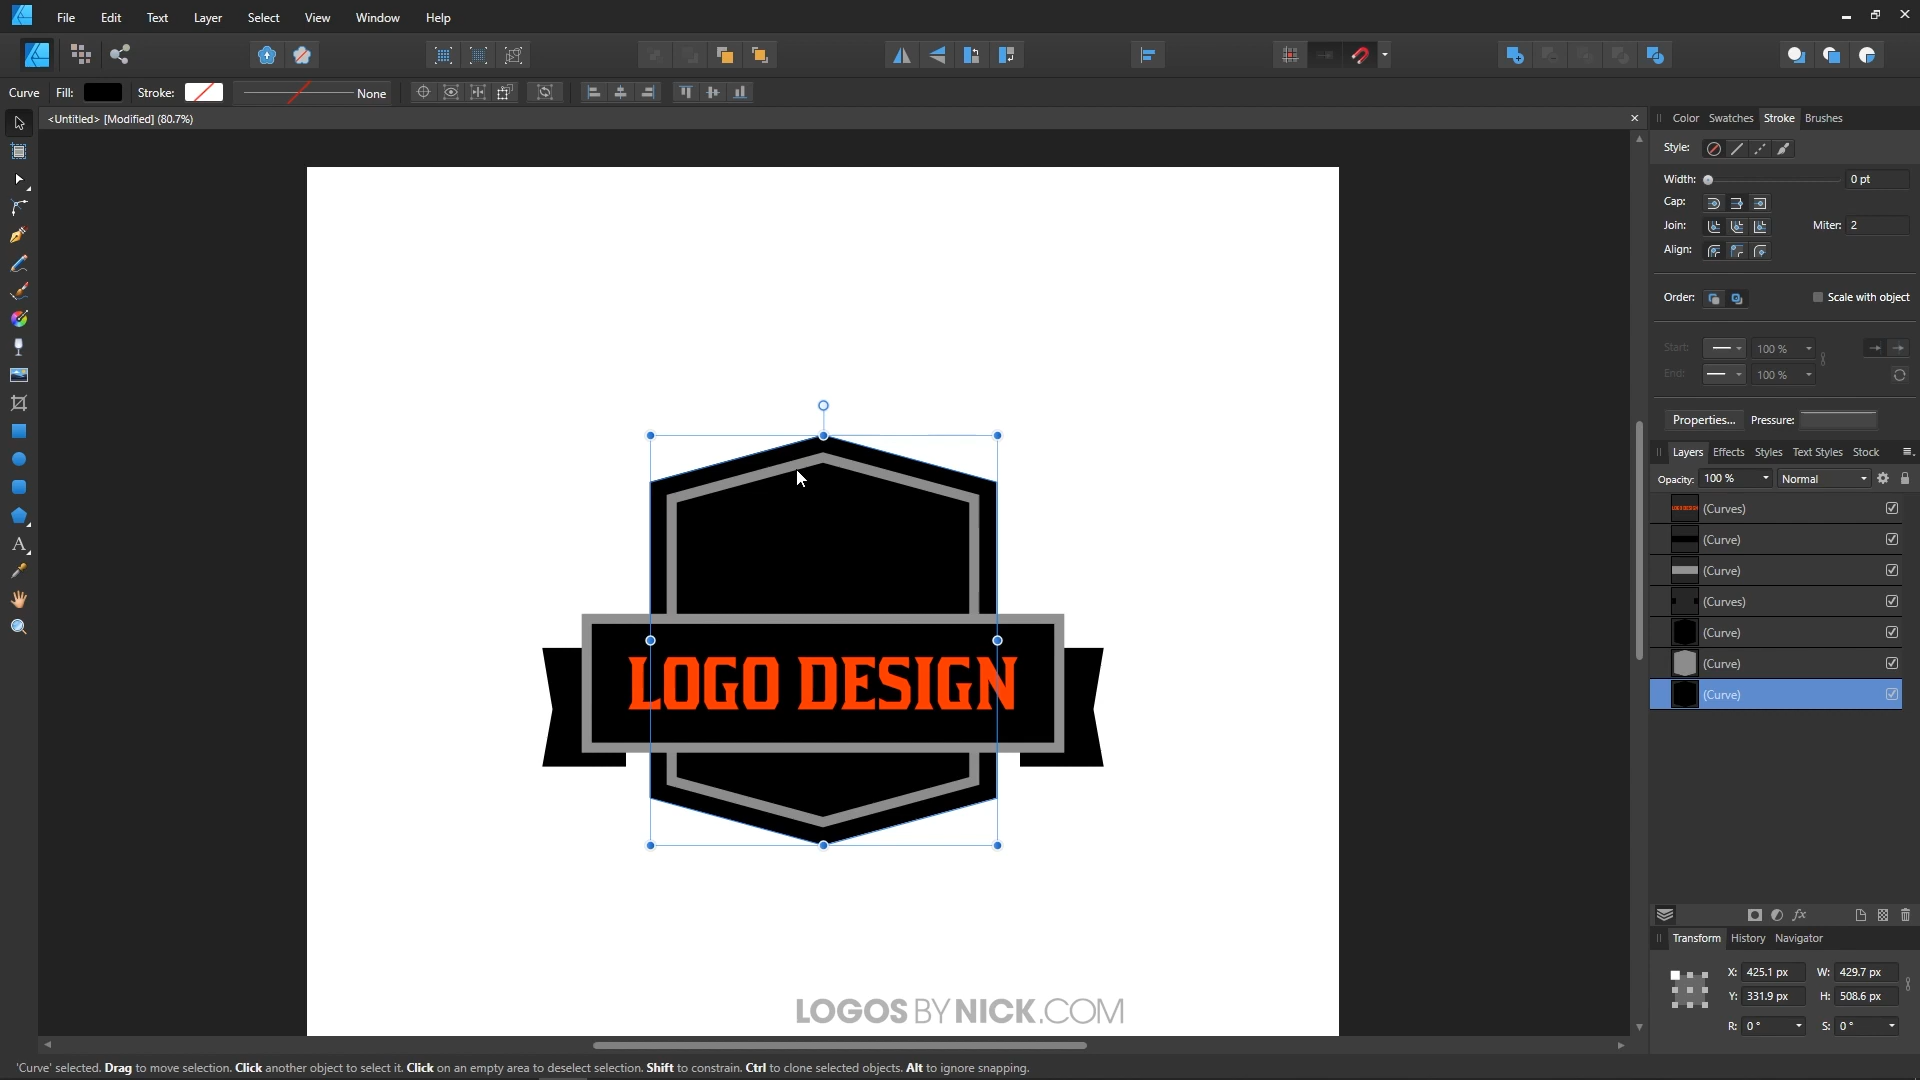 File Edit Text Layer Select View Window Help
Curve Fill: Stroke: None
<Untitled> [Modified] (80.7%)
Color Swatches Stroke Brushes
Style:
Width: 0 pt
Cap:
Join: Miter: 2
Align:
Order: Scale with object
Start: 100 %
End: 100 %
Properties... Pressure:
Layers Effects Styles Text Styles Stock
Opacity: 100 % Normal
(Curves)
(Curve)
(Curve)
(Curves)
(Curve)
(Curve)
(Curve)
LOGO DESIGN
Transform History Navigator
X: 425.1 px W: 429.7 px
Y: 331.9 px H: 508.6 px
R: 0 ° S: 0 °
LOGOSBYNICK.COM
'Curve' selected. Drag to move selection. Click another object to select it. Click on an empty area to deselect selection. Shift to constrain. Ctrl to clone selected objects. Alt to ignore snapping.